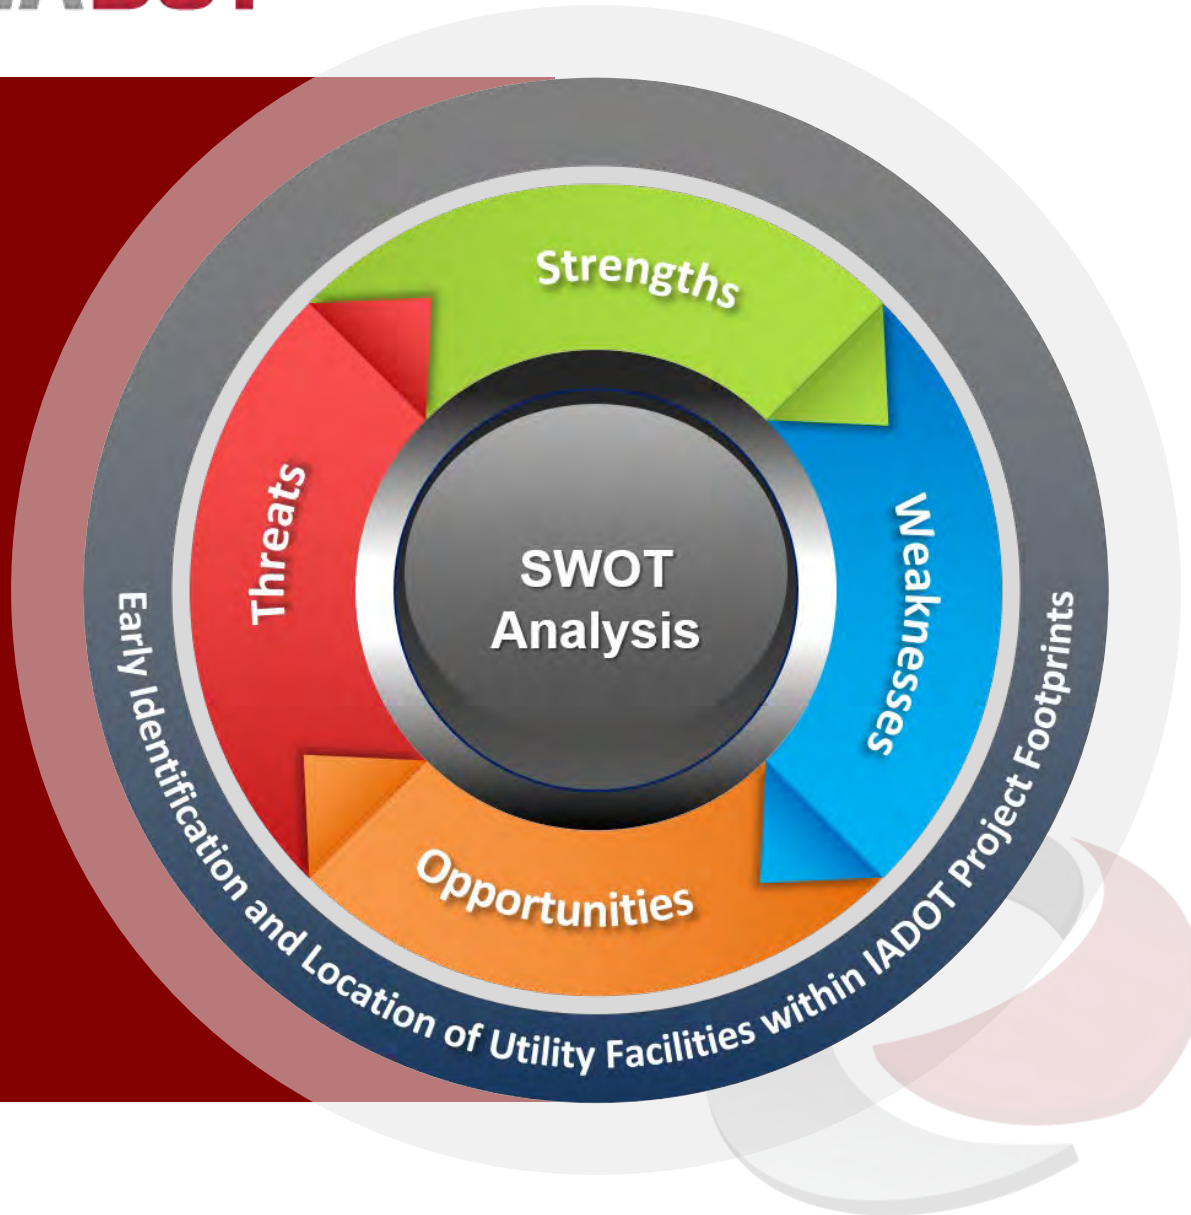 Strengths
Weaknesses
Opportunities
Threats
SWOT
Analysis
Early Identification and Location of Utility Facilities within IADOT Project Footprints